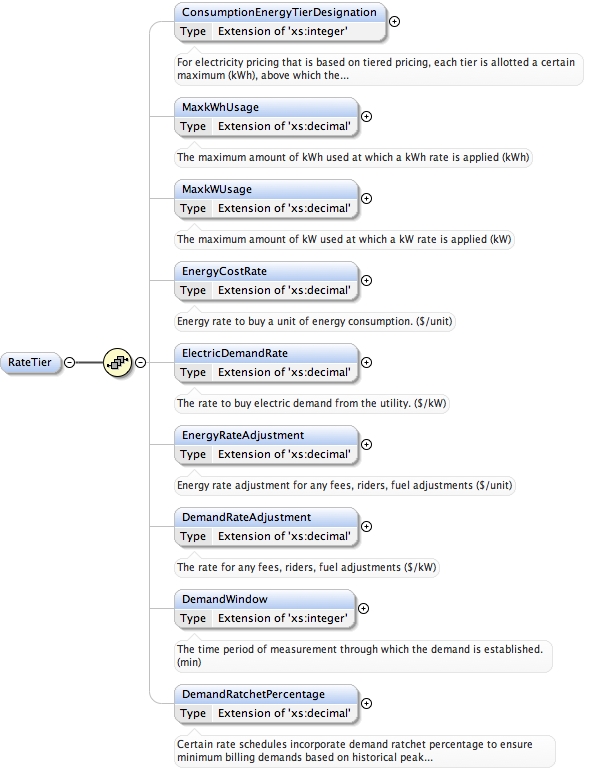 ConsumptionEnergyTierDesignation
Type Extension of 'xs:integer'
For electricity pricing that is based on tiered pricing, each tier is allotted a certain
maximum (kWh), above which the...
MaxkWhUsage
Type Extension of 'xs:decimal'
The maximum amount of kWh used at which a kWh rate is applied (kWh)
MaxkWUsage
Type Extension of 'xs:decimal'
The maximum amount of kW used at which a kW rate is applied (kW)
EnergyCostRate
Type Extension of 'xs:decimal'
Energy rate to buy a unit of energy consumption. ($/unit)
RateTier
ElectricDemandRate
Type Extension of 'xs:decimal'
The rate to buy electric demand from the utility. ($/kW)
EnergyRateAdjustment
Type Extension of 'xs:decimal'
Energy rate adjustment for any fees, riders, fuel adjustments ($/unit)
DemandRateAdjustment
Type Extension of 'xs:decimal'
The rate for any fees, riders, fuel adjustments ($/kW)
DemandWindow
Type Extension of 'xs:integer'
The time period of measurement through which the demand is established.
(min)
DemandRatchetPercentage
Type Extension of 'xs:decimal'
Certain rate schedules incorporate demand ratchet percentage to ensure
minimum billing demands based on historical peak...